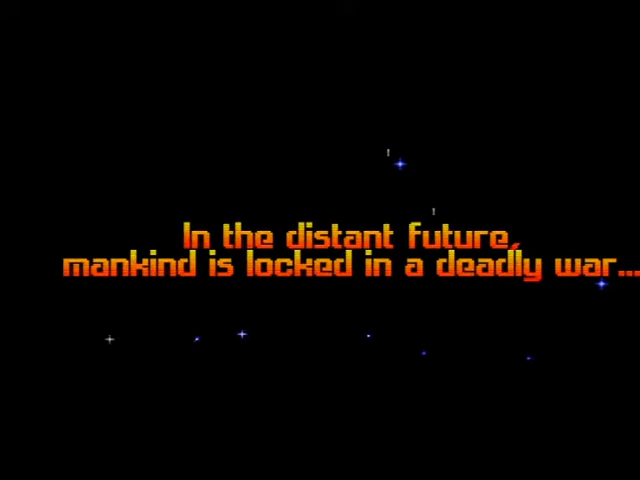 In the distant future,
mankind is locked in a deadly war...